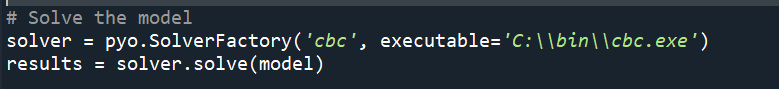 # Solve the model
solver = pyo.SolverFactory('cbc', executable='C:\\bin\\cbc.exe')
results = solver.solve(model)